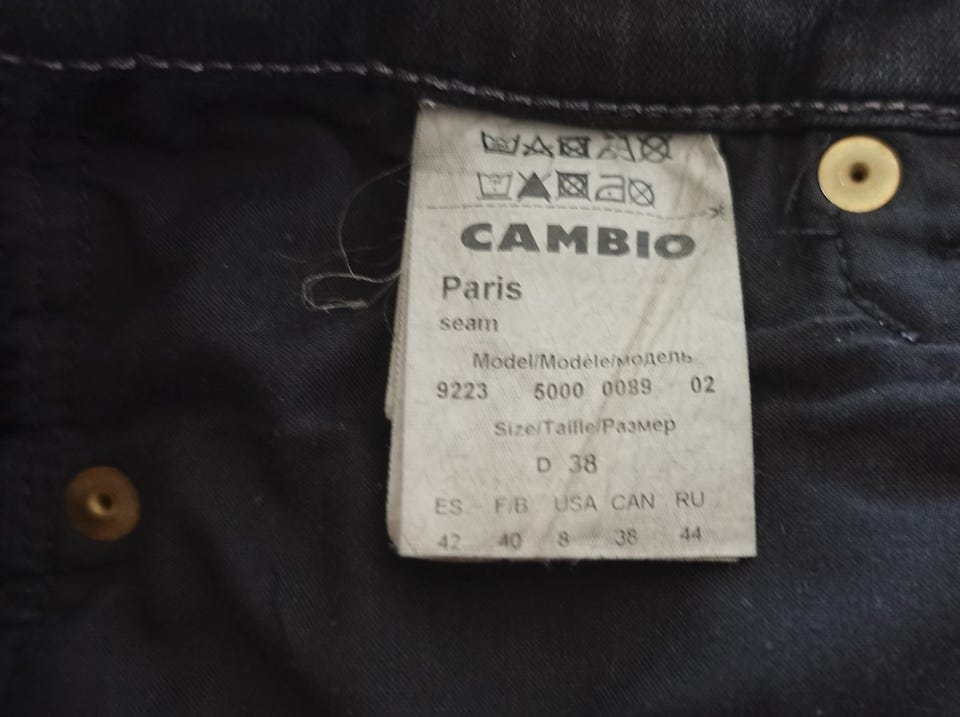 CAMBIO
Paris
seam
Model/Modèle/модель
9223 5000 0089 02
Size/Taille/Размер
D 38
ES F/B USA CAN RU
42 40 8 38 44